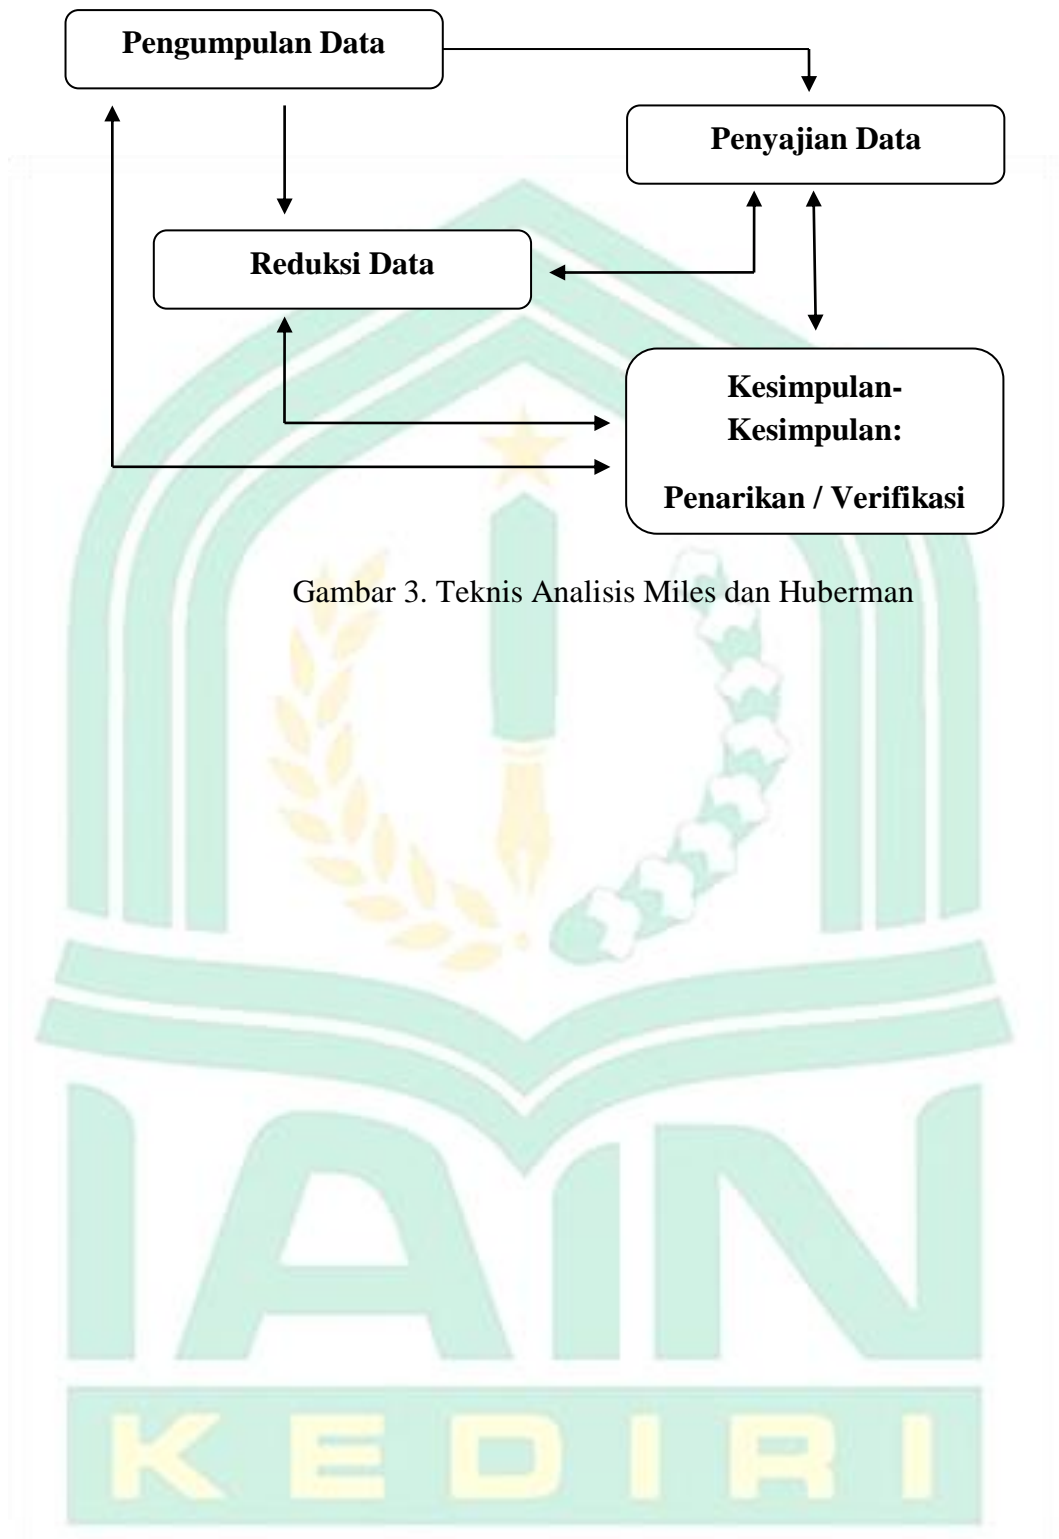 Pengumpulan Data
Penyajian Data
Reduksi Data
Kesimpulan-
Kesimpulan:
Penarikan / Verifikasi
Gambar 3. Teknis Analisis Miles dan Huberman
IAIN
KEDIRI